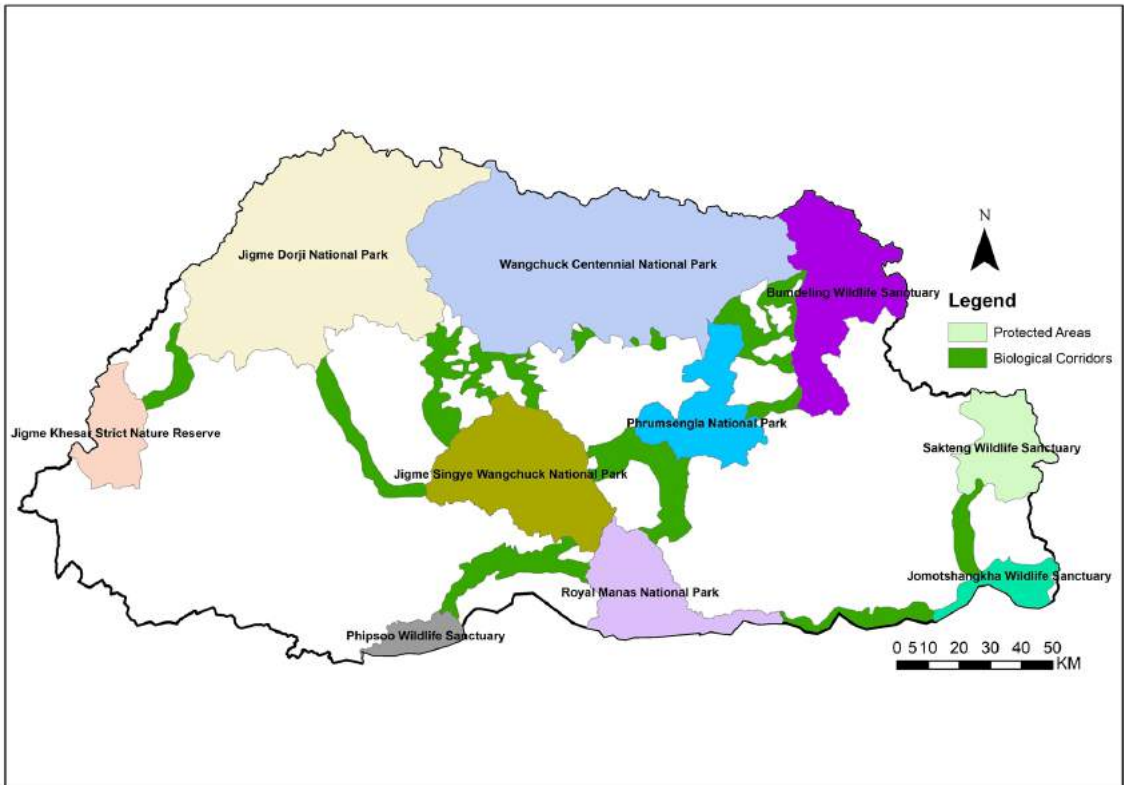 Jigme Dorji National Park
Wangchuck Centennial National Park
N
Bumdeling Wildlife Sanctuary
Legend
Protected Areas
Biological Corridors
Jigme Khesar Strict Nature Reserve
Phrumsengla National Park
Sakteng Wildlife Sanctuary
Jigme Singye Wangchuck National Park
Jomotshangkha Wildlife Sanctuary
Royal Manas National Park
Phipsoo Wildlife Sanctuary
0 510 20 30 40 50
KM